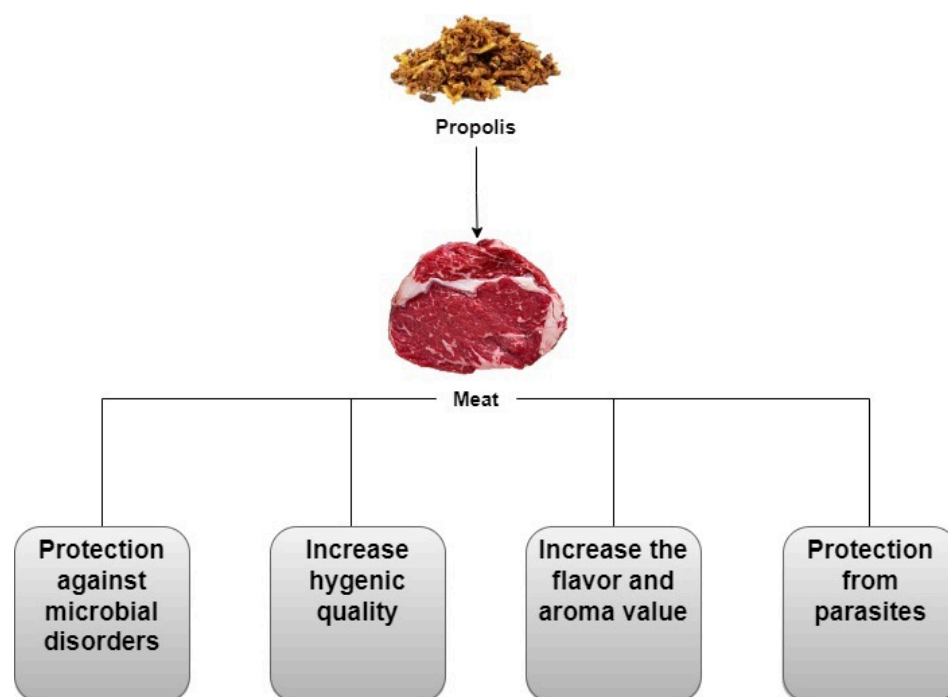 Propolis
Meat
Protection
against
microbial
disorders
Increase
hygenic
quality
Increase the
flavor and
aroma value
Protection
from
parasites